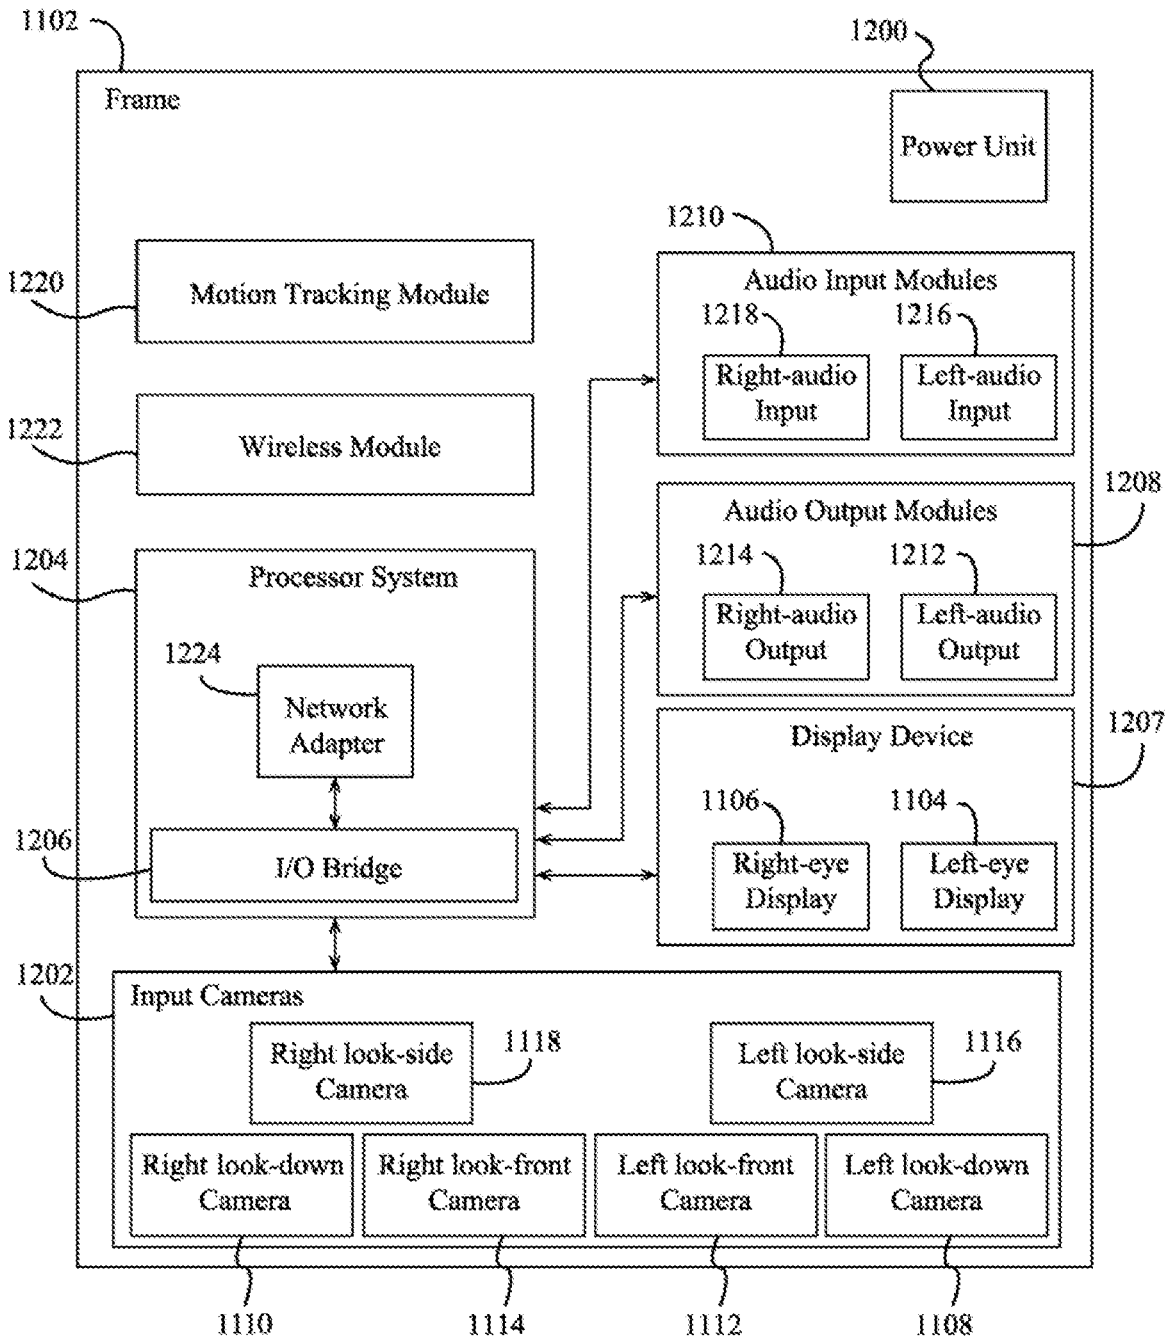 1102
1200
Frame
Power Unit
1210
1220
Motion Tracking Module
Audio Input Modules
1218
1216
Right-audio
Input
Left-audio
Input
1222
Wireless Module
1208
Audio Output Modules
1214
1212
Right-audio
Output
Left-audio
Output
1204
Processor System
1224
Network
Adapter
1207
Display Device
1106
1104
Right-eye
Display
Left-eye
Display
1206
I/O Bridge
1202
Input Cameras
Right look-side
Camera
1118
Left look-side
Camera
1116
Right look-down
Camera
Right look-front
Camera
Left look-front
Camera
Left look-down
Camera
1110
1114
1112
1108